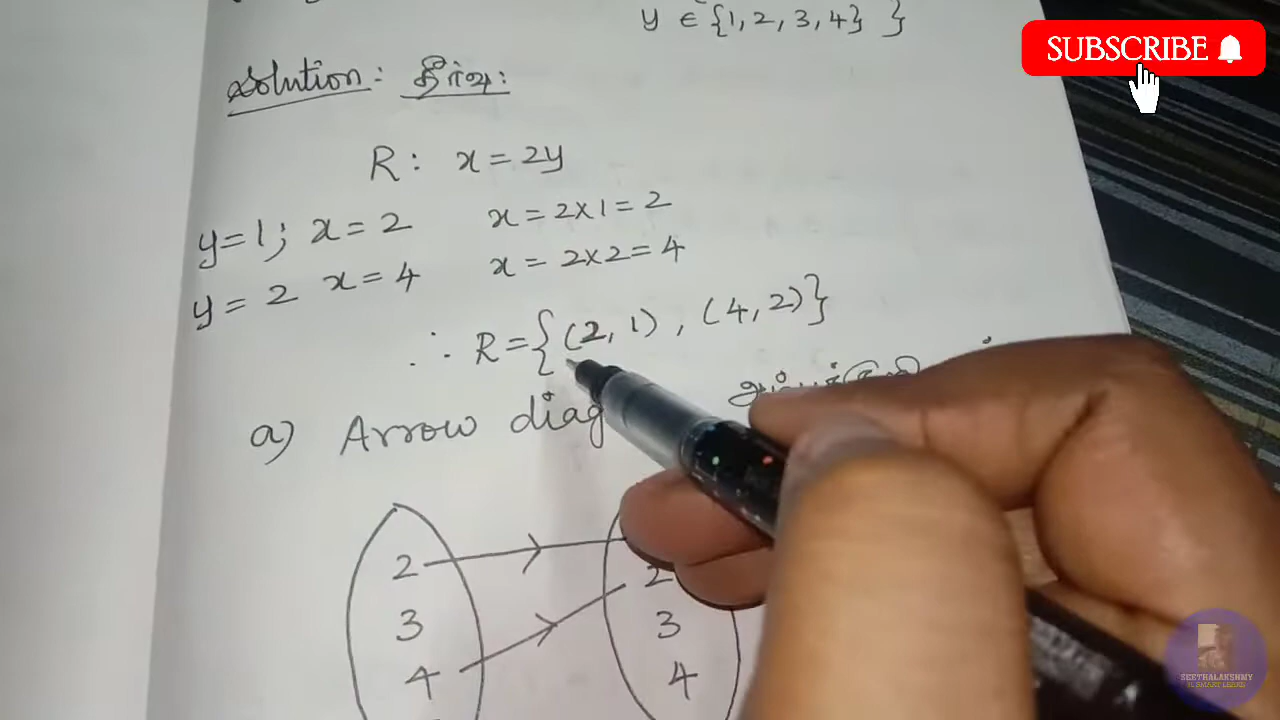 y ∈ {1, 2, 3, 4} }
SUBSCRIBE
Solution: தீர்வு:
R: x = 2y
y = 1; x = 2 x = 2×1 = 2
y = 2 x = 4 x = 2×2 = 4
∴ R = {(2, 1), (4, 2)}
a) Arrow diag
2
3
4
2
3
4
SEETHALAKSHMY